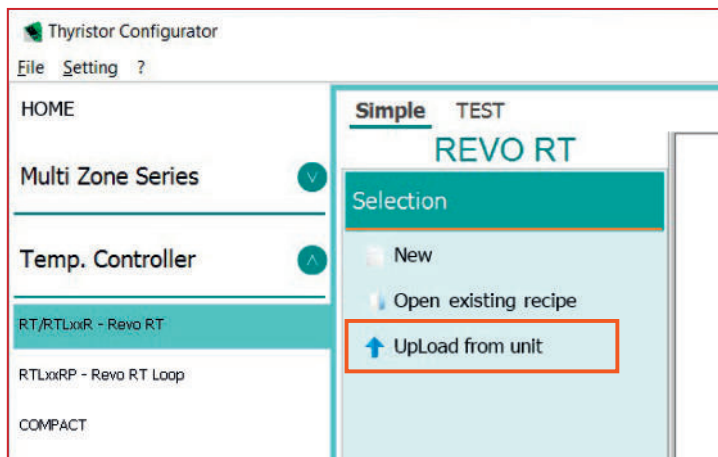 Thyristor Configurator
File Setting ?
HOME
Multi Zone Series
Temp. Controller
RT/RTLxxR - Revo RT
RTLxxRP - Revo RT Loop
COMPACT
Simple TEST
REVO RT
Selection
New
Open existing recipe
UpLoad from unit